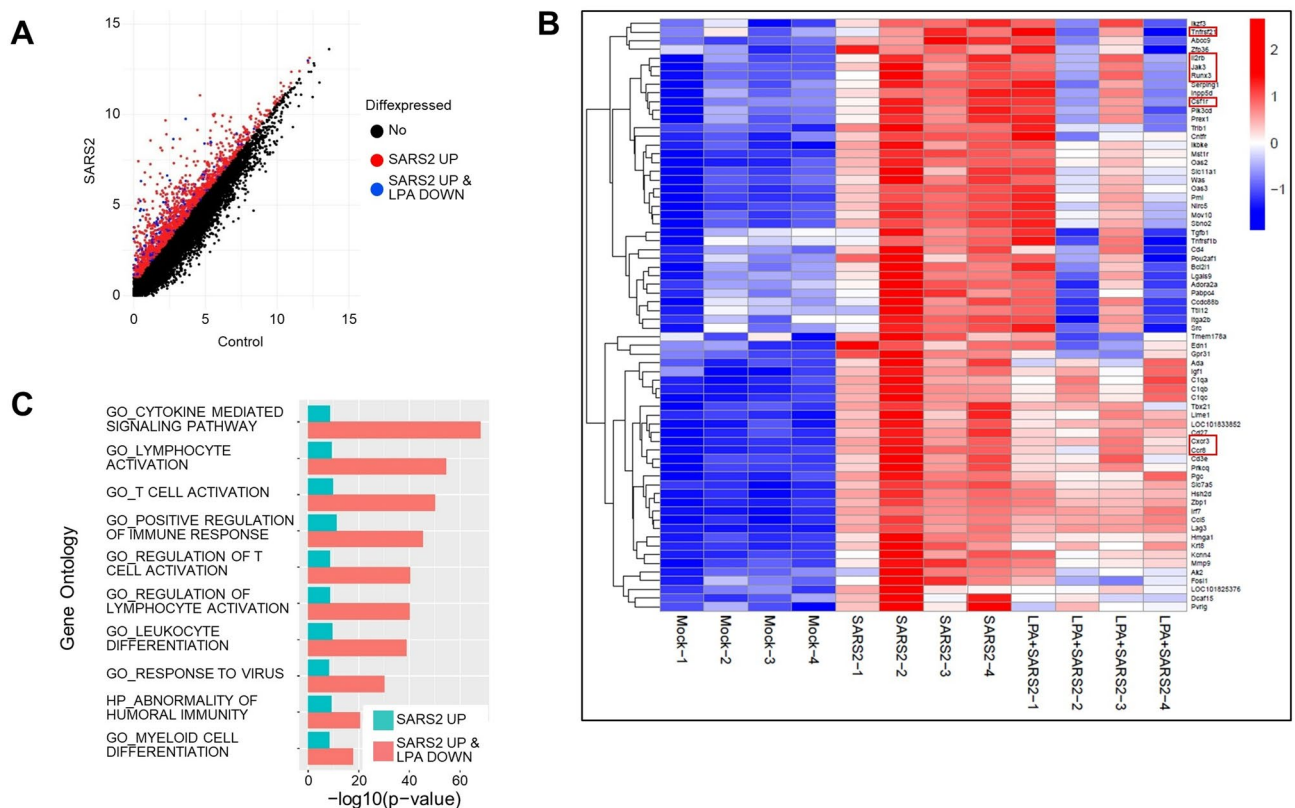 A
15
10
5
0
SARS2
0
5
10
15
Control
Diffexpressed
No
SARS2 UP
SARS2 UP &
LPA DOWN
B
Ikzf3
Tnfrsf21
Abcc9
Zfp36
Il2rb
Jak3
Runx3
Serping1
Inpp5d
Csf1r
Pik3cd
Prex1
Trib1
Cntfr
Ikbke
Mst1r
Oas2
Slc11a1
Was
Oas3
Pml
Nlrc5
Mov10
Sbno2
Tgfb1
Tnfrsf1b
Cd4
Pou2af1
Bcl2l1
Lgals9
Adora2a
Pabpc4
Ccdc88b
Ttll12
Itga2b
Src
Tmem178a
Edn1
Gpr31
Ada
Igf1
C1qa
C1qb
C1qc
Tbx21
Lime1
LOC101833852
Cd27
Cxcr3
Ccr8
Cd3e
Prkcq
Pgc
Slc7a5
Hsh2d
Zbp1
Irf7
Ccl5
Lag3
Hmga1
Krt8
Kcnn4
Mmp9
Ak2
Fosl1
LOC101825376
Dcaf15
Pvrig
2
1
0
−1
Mock-1
Mock-2
Mock-3
Mock-4
SARS2-1
SARS2-2
SARS2-3
SARS2-4
LPA+SARS2-1
LPA+SARS2-2
LPA+SARS2-3
LPA+SARS2-4
C
Gene Ontology
GO_CYTOKINE MEDIATED
SIGNALING PATHWAY
GO_LYMPHOCYTE
ACTIVATION
GO_T CELL ACTIVATION
GO_POSITIVE REGULATION
OF IMMUNE RESPONSE
GO_REGULATION OF T
CELL ACTIVATION
GO_REGULATION OF
LYMPHOCYTE ACTIVATION
GO_LEUKOCYTE
DIFFERENTIATION
GO_RESPONSE TO VIRUS
HP_ABNORMALITY OF
HUMORAL IMMUNITY
GO_MYELOID CELL
DIFFERENTIATION
SARS2 UP
SARS2 UP &
LPA DOWN
0
20
40
60
−log10(p-value)